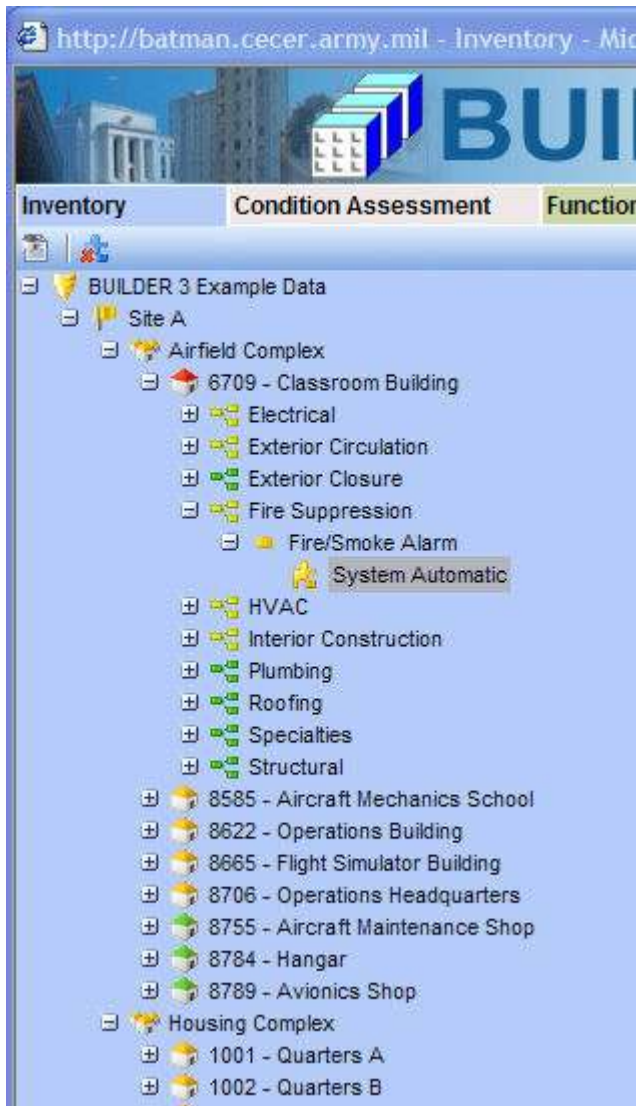 http://batman.cecer.army.mil - Inventory - Mic
BUI
Inventory Condition Assessment Function
BUILDER 3 Example Data
Site A
Airfield Complex
6709 - Classroom Building
Electrical
Exterior Circulation
Exterior Closure
Fire Suppression
Fire/Smoke Alarm
System Automatic
HVAC
Interior Construction
Plumbing
Roofing
Specialties
Structural
8585 - Aircraft Mechanics School
8622 - Operations Building
8665 - Flight Simulator Building
8706 - Operations Headquarters
8755 - Aircraft Maintenance Shop
8784 - Hangar
8789 - Avionics Shop
Housing Complex
1001 - Quarters A
1002 - Quarters B